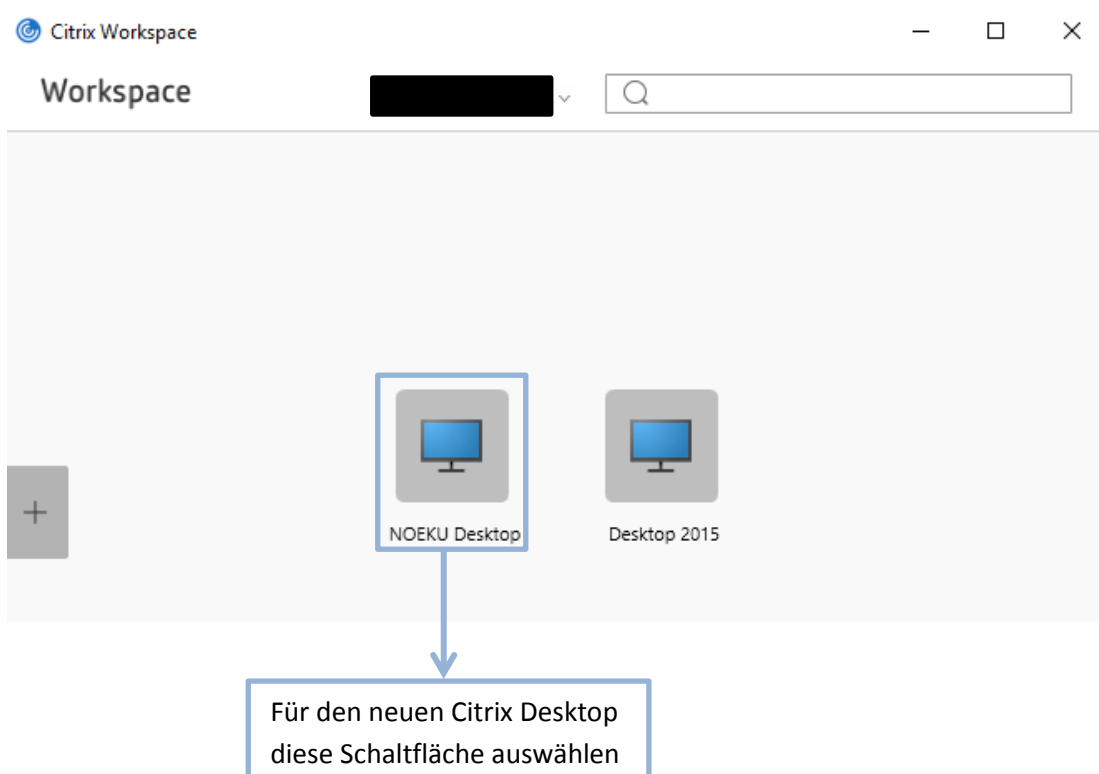 Citrix Workspace
Workspace
NOEKU Desktop
Desktop 2015
Für den neuen Citrix Desktop
diese Schaltfläche auswählen